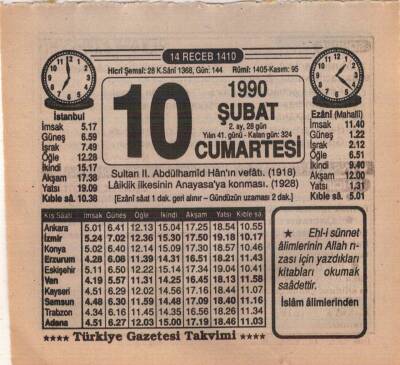 14 RECEB 1410
Hicrî Şemsî: 28 K.Sâni 1368, Gün: 144
Rûmî: 1405-Kasım: 95
10
1990
ŞUBAT
2. ay, 28 gün
Yılın 41. günü - Kalan gün: 324
CUMARTESİ
İstanbul
İmsak 5.17
Güneş 6.59
İsrak 7.49
Öğle 12.28
İkindi 15.17
Akşam 17.38
Yatsı 19.09
Kıble sâ. 10.38
Ezânî (Mahallî)
İmsak 11.40
Güneş 1.22
İsrak 2.12
Öğle 6.51
İkindi 9.40
Akşam 12.00
Yatsı 1.31
Kıble sâ. 5.01
Sultan II. Abdülhamîd Hân'ın vefâtı. (1918)
Lâiklik ilkesinin Anayasa'ya konması. (1928)
[Ezânî sâat 1 dak. geri alınır – Gündüzün uzaması 2 dak.]
Kış Sâati İmsak Güneş Öğle İkindi Akşam Yatsı Kıble sâ.
Ankara 5.01 6.41 12.13 15.04 17.25 18.54 10.55
İzmir 5.24 7.02 12.36 15.30 17.50 19.18 10.17
Konya 5.02 6.40 12.14 15.09 17.30 18.57 10.46
Erzurum 4.28 6.08 11.39 14.31 16.51 18.21 11.43
Eskişehir 5.11 6.50 12.22 15.14 17.34 19.04 10.41
Van 4.19 5.57 11.31 14.25 16.45 18.13 11.58
Kayseri 4.51 6.29 12.02 14.56 17.16 18.44 11.07
Samsun 4.48 6.30 11.59 14.48 17.09 18.40 11.16
Trabzon 4.34 6.16 11.45 14.35 16.56 18.26 11.34
Adana 4.51 6.27 12.03 15.00 17.19 18.46 11.03
★ Ehl-i sünnet
âlimlerinin Allah rı-
zası için yazdıkları
kitabları okumak
saâdettir.
İslâm âlimlerinden
★★★★ Türkiye Gazetesi Takvimi ★★★★